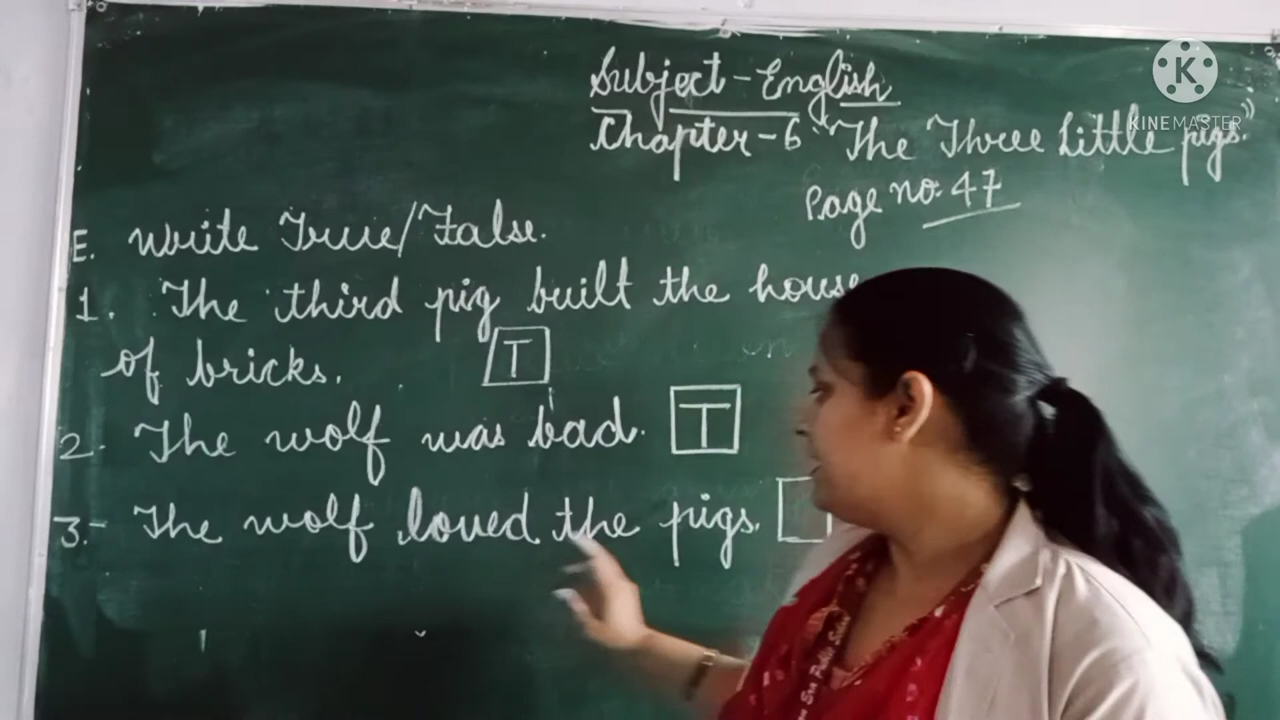 Subject - English
Chapter - 6 "The Three Little pigs."
Page no. 47
E. Write True/False.
1. The third pig built the house
of bricks. T
2. The wolf was bad. T
3.- The wolf loved the pigs.
K
KINEMASTER